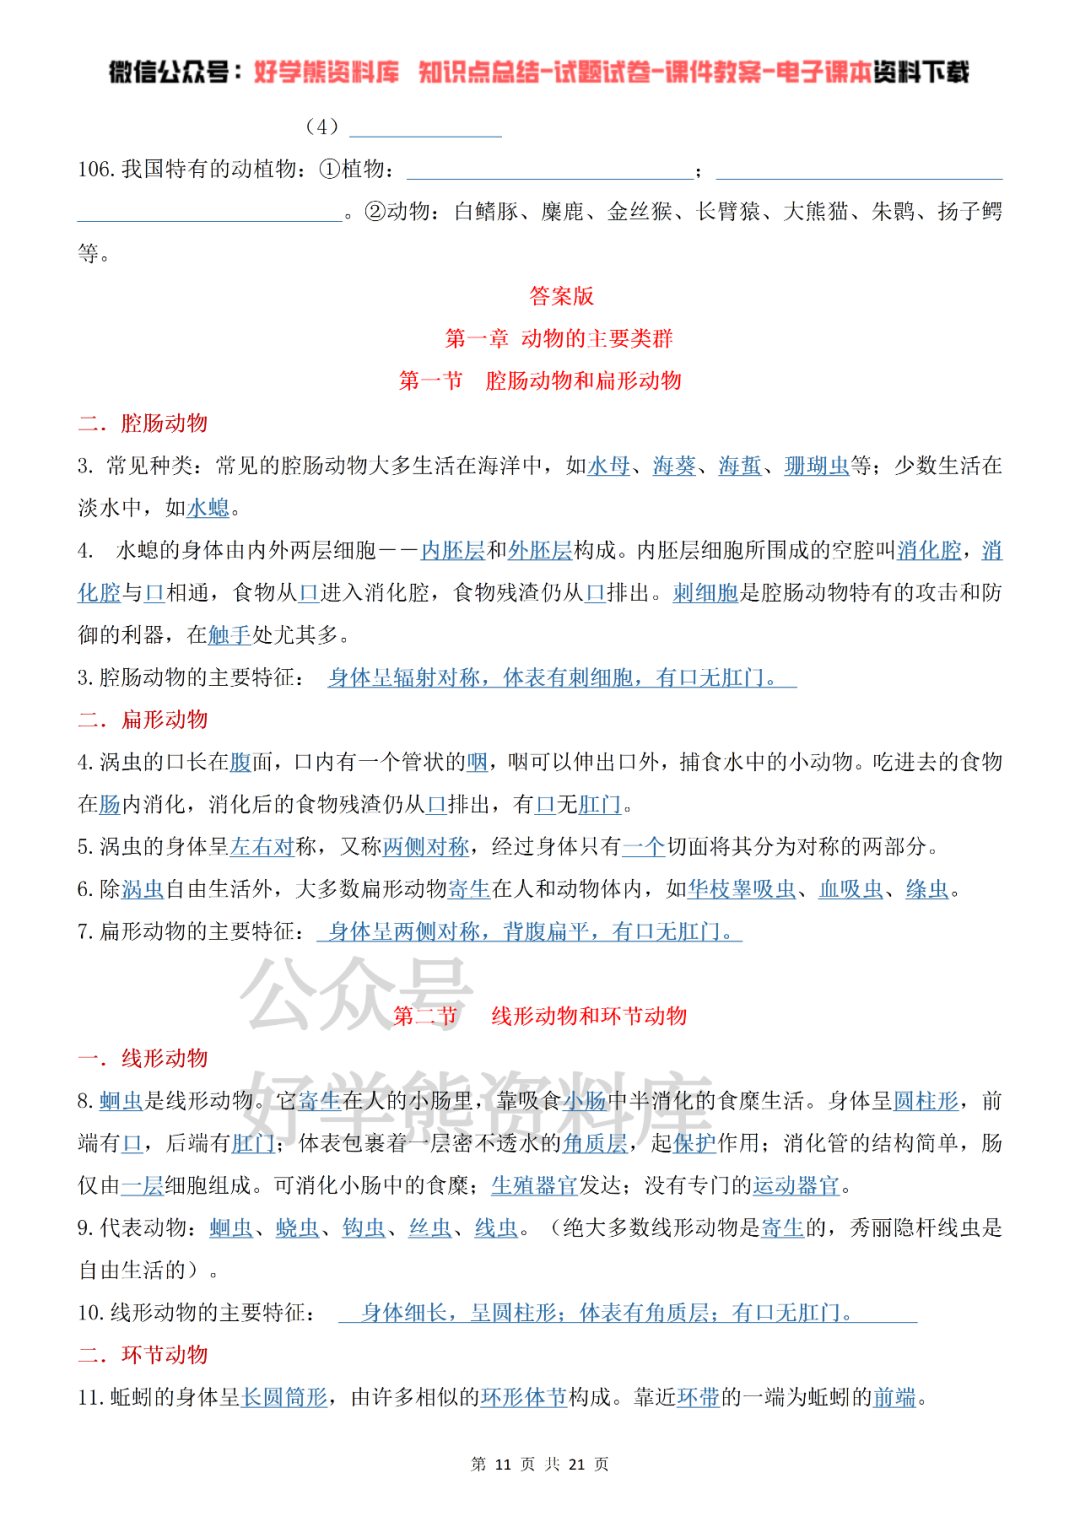 微信公众号：好学熊资料库 知识点总结-试题试卷-课件教案-电子课本资料下载
（4）
106.我国特有的动植物：①植物：；
。②动物：白鳍豚、麋鹿、金丝猴、长臂猿、大熊猫、朱鹮、扬子鳄
等。
答案版
第一章 动物的主要类群
第一节 腔肠动物和扁形动物
二．腔肠动物
3. 常见种类：常见的腔肠动物大多生活在海洋中，如水母、海葵、海蜇、珊瑚虫等；少数生活在
淡水中，如水螅。
4. 水螅的身体由内外两层细胞－－内胚层和外胚层构成。内胚层细胞所围成的空腔叫消化腔，消
化腔与口相通，食物从口进入消化腔，食物残渣仍从口排出。刺细胞是腔肠动物特有的攻击和防
御的利器，在触手处尤其多。
3.腔肠动物的主要特征： 身体呈辐射对称，体表有刺细胞，有口无肛门。
二．扁形动物
4.涡虫的口长在腹面，口内有一个管状的咽，咽可以伸出口外，捕食水中的小动物。吃进去的食物
在肠内消化，消化后的食物残渣仍从口排出，有口无肛门。
5.涡虫的身体呈左右对称，又称两侧对称，经过身体只有一个切面将其分为对称的两部分。
6.除涡虫自由生活外，大多数扁形动物寄生在人和动物体内，如华枝睾吸虫、血吸虫、绦虫。
7.扁形动物的主要特征： 身体呈两侧对称，背腹扁平，有口无肛门。
公众号
第二节 线形动物和环节动物
一．线形动物
好学熊资料库
8.蛔虫是线形动物。它寄生在人的小肠里，靠吸食小肠中半消化的食糜生活。身体呈圆柱形，前
端有口，后端有肛门；体表包裹着一层密不透水的角质层，起保护作用；消化管的结构简单，肠
仅由一层细胞组成。可消化小肠中的食糜；生殖器官发达；没有专门的运动器官。
9.代表动物：蛔虫、蛲虫、钩虫、丝虫、线虫。（绝大多数线形动物是寄生的，秀丽隐杆线虫是
自由生活的）。
10.线形动物的主要特征： 身体细长，呈圆柱形；体表有角质层；有口无肛门。
二．环节动物
11.蚯蚓的身体呈长圆筒形，由许多相似的环形体节构成。靠近环带的一端为蚯蚓的前端。
第 11 页 共 21 页